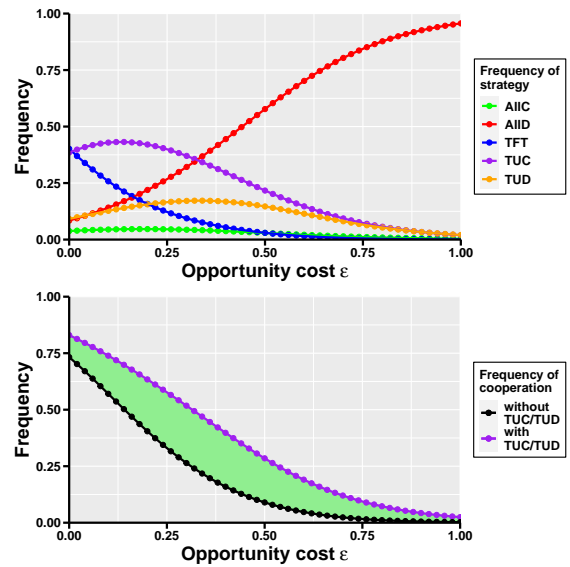 1.00
0.75
0.50
0.25
0.00
Frequency
0.00 0.25 0.50 0.75 1.00
Opportunity cost ε
Frequency of
strategy
AllC
AllD
TFT
TUC
TUD
1.00
0.75
0.50
0.25
0.00
Frequency
0.00 0.25 0.50 0.75 1.00
Opportunity cost ε
Frequency of
cooperation
without
TUC/TUD
with
TUC/TUD